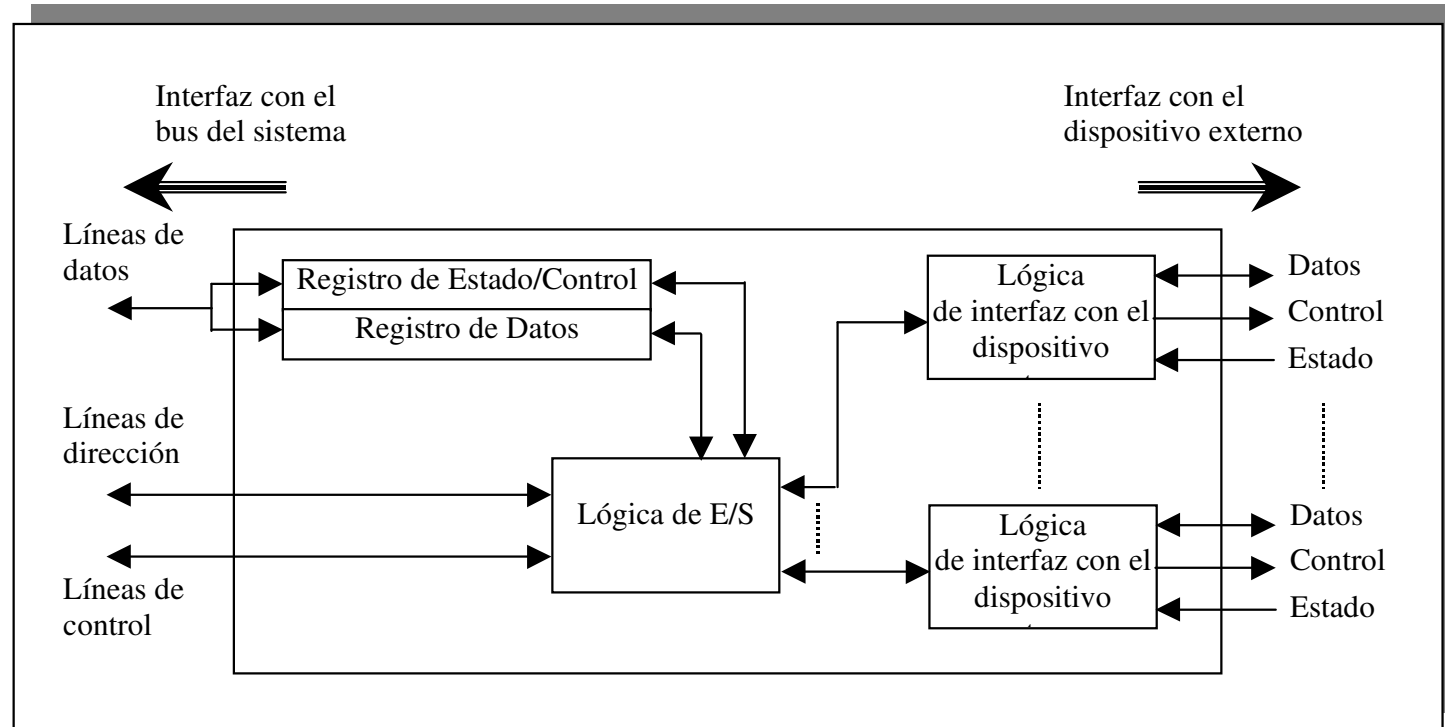 Interfaz con el
bus del sistema
Interfaz con el
dispositivo externo
Líneas de
datos
Registro de Estado/Control
Registro de Datos
Líneas de
dirección
Líneas de
control
Lógica de E/S
Lógica
de interfaz con el
dispositivo
Datos
Control
Estado
Lógica
de interfaz con el
dispositivo
Datos
Control
Estado